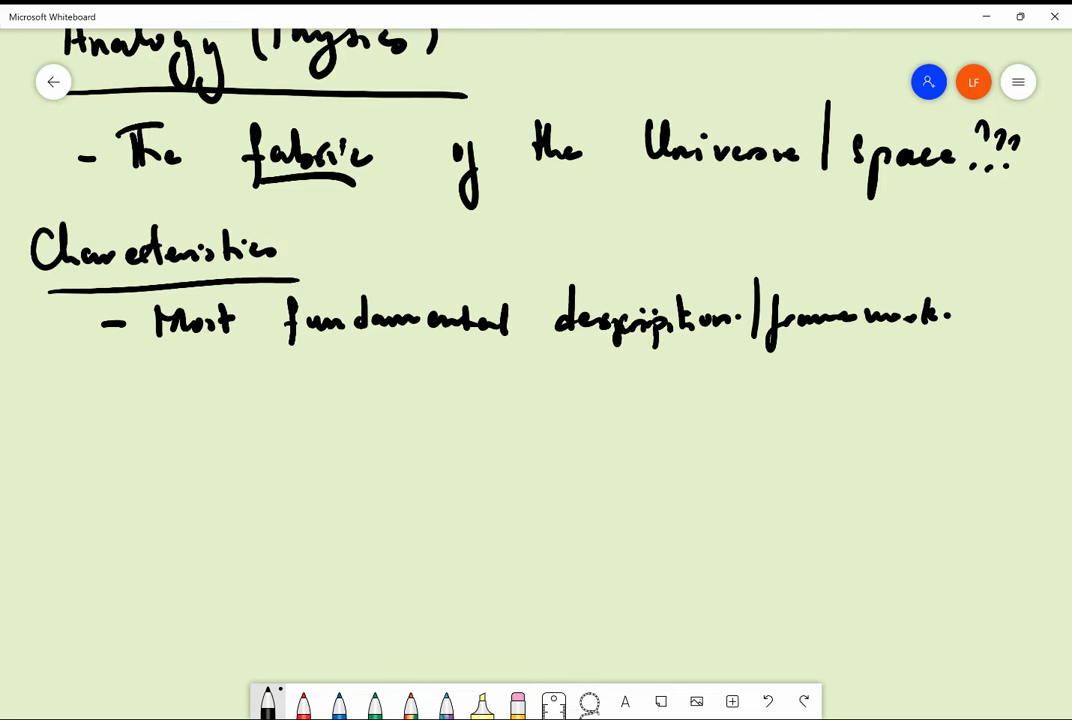 Microsoft Whiteboard
Analogy (Physics)
LF
- The fabric of the Universe/space???
Characteristics
- Most fundamental description./framework.
A